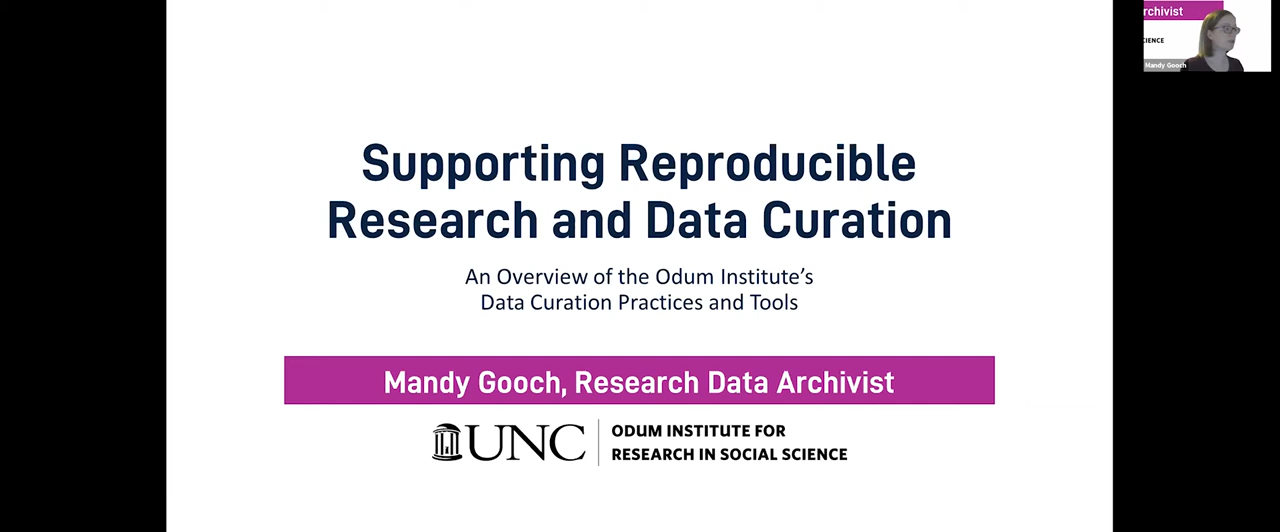 Supporting Reproducible
Research and Data Curation
An Overview of the Odum Institute's
Data Curation Practices and Tools
Mandy Gooch, Research Data Archivist
UNC
ODUM INSTITUTE FOR
RESEARCH IN SOCIAL SCIENCE
rchivist
CIENCE
Mandy Gooch